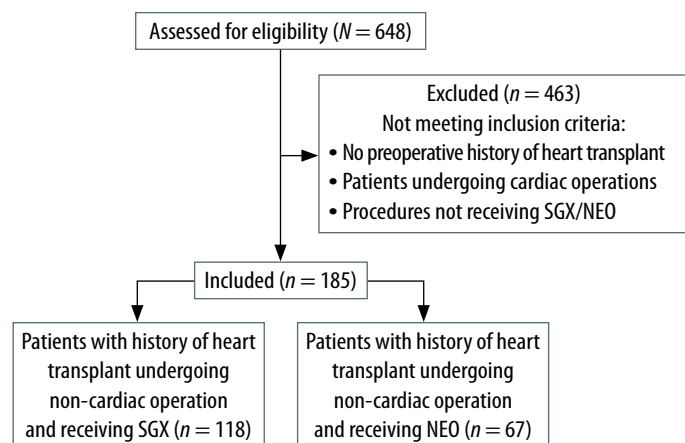 Assessed for eligibility (N = 648)
Excluded (n = 463)
Not meeting inclusion criteria:
• No preoperative history of heart transplant
• Patients undergoing cardiac operations
• Procedures not receiving SGX/NEO
Included (n = 185)
Patients with history of heart
transplant undergoing
non-cardiac operation
and receiving SGX (n = 118)
Patients with history of heart
transplant undergoing
non-cardiac operation
and receiving NEO (n = 67)